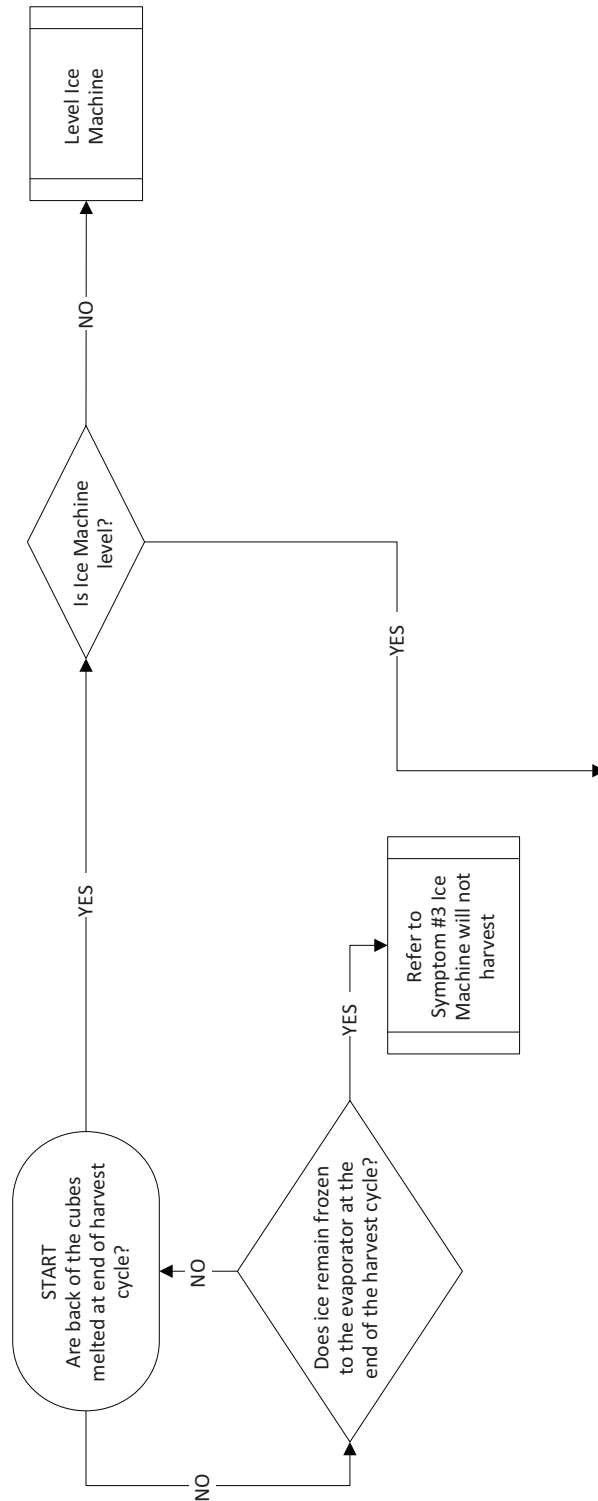 START
Are back of the cubes
melted at end of harvest
cycle?
YES
Is Ice Machine
level?
NO
Level Ice
Machine
NO
NO
Does ice remain frozen
to the evaporator at the
end of the harvest cycle?
YES
Refer to
Symptom #3 Ice
Machine will not
harvest
YES